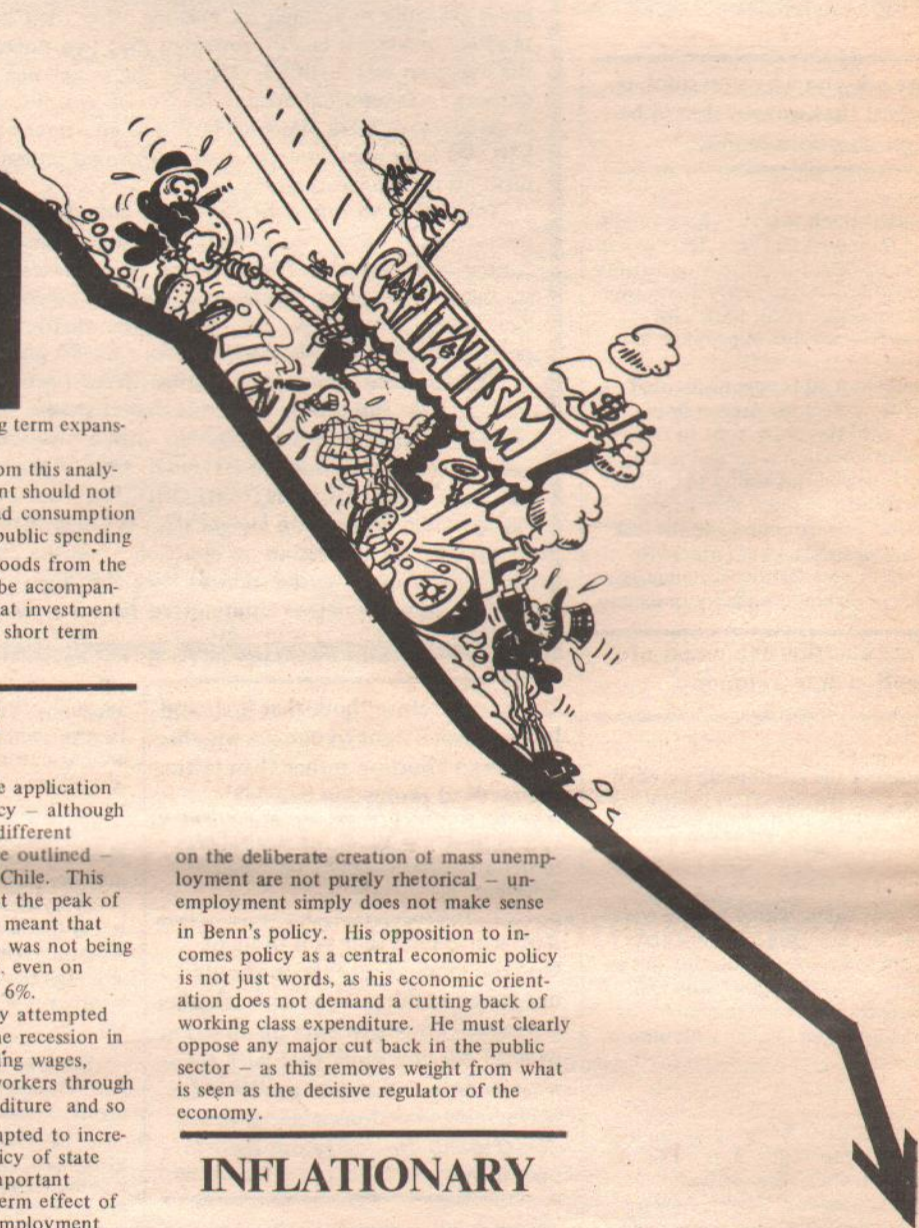 CAPITALISM
$
g term expans-
om this analy-
nt should not
d consumption
public spending
oods from the
be accompan-
at investment
short term
e application
cy – although
different
e outlined –
Chile. This
t the peak of
meant that
was not being
. even on
6%.
y attempted
ne recession in
ing wages,
workers through
diture and so
pted to incre-
icy of state
portant
erm effect of
mployment
on the deliberate creation of mass unemp-
loyment are not purely rhetorical – un-
employment simply does not make sense
in Benn's policy. His opposition to in-
comes policy as a central economic policy
is not just words, as his economic orient-
ation does not demand a cutting back of
working class expenditure. He must clearly
oppose any major cut back in the public
sector – as this removes weight from what
is seen as the decisive regulator of the
economy.
INFLATIONARY